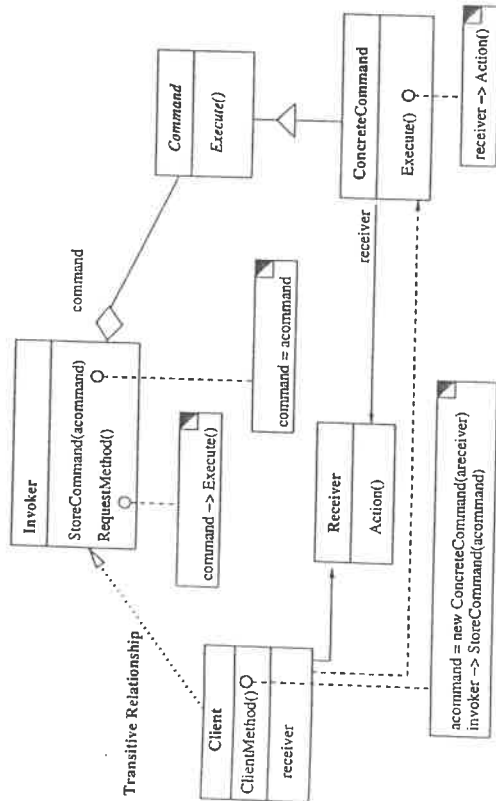 Invoker
StoreCommand(acommand)
RequestMethod()
command
Command
Execute()
Transitive Relationship
command -> Execute()
command = acommand
Client
ClientMethod()
receiver
Receiver
Action()
receiver
ConcreteCommand
Execute()
acommand = new ConcreteCommand(areceiver)
invoker -> StoreCommand(acommand)
receiver -> Action()